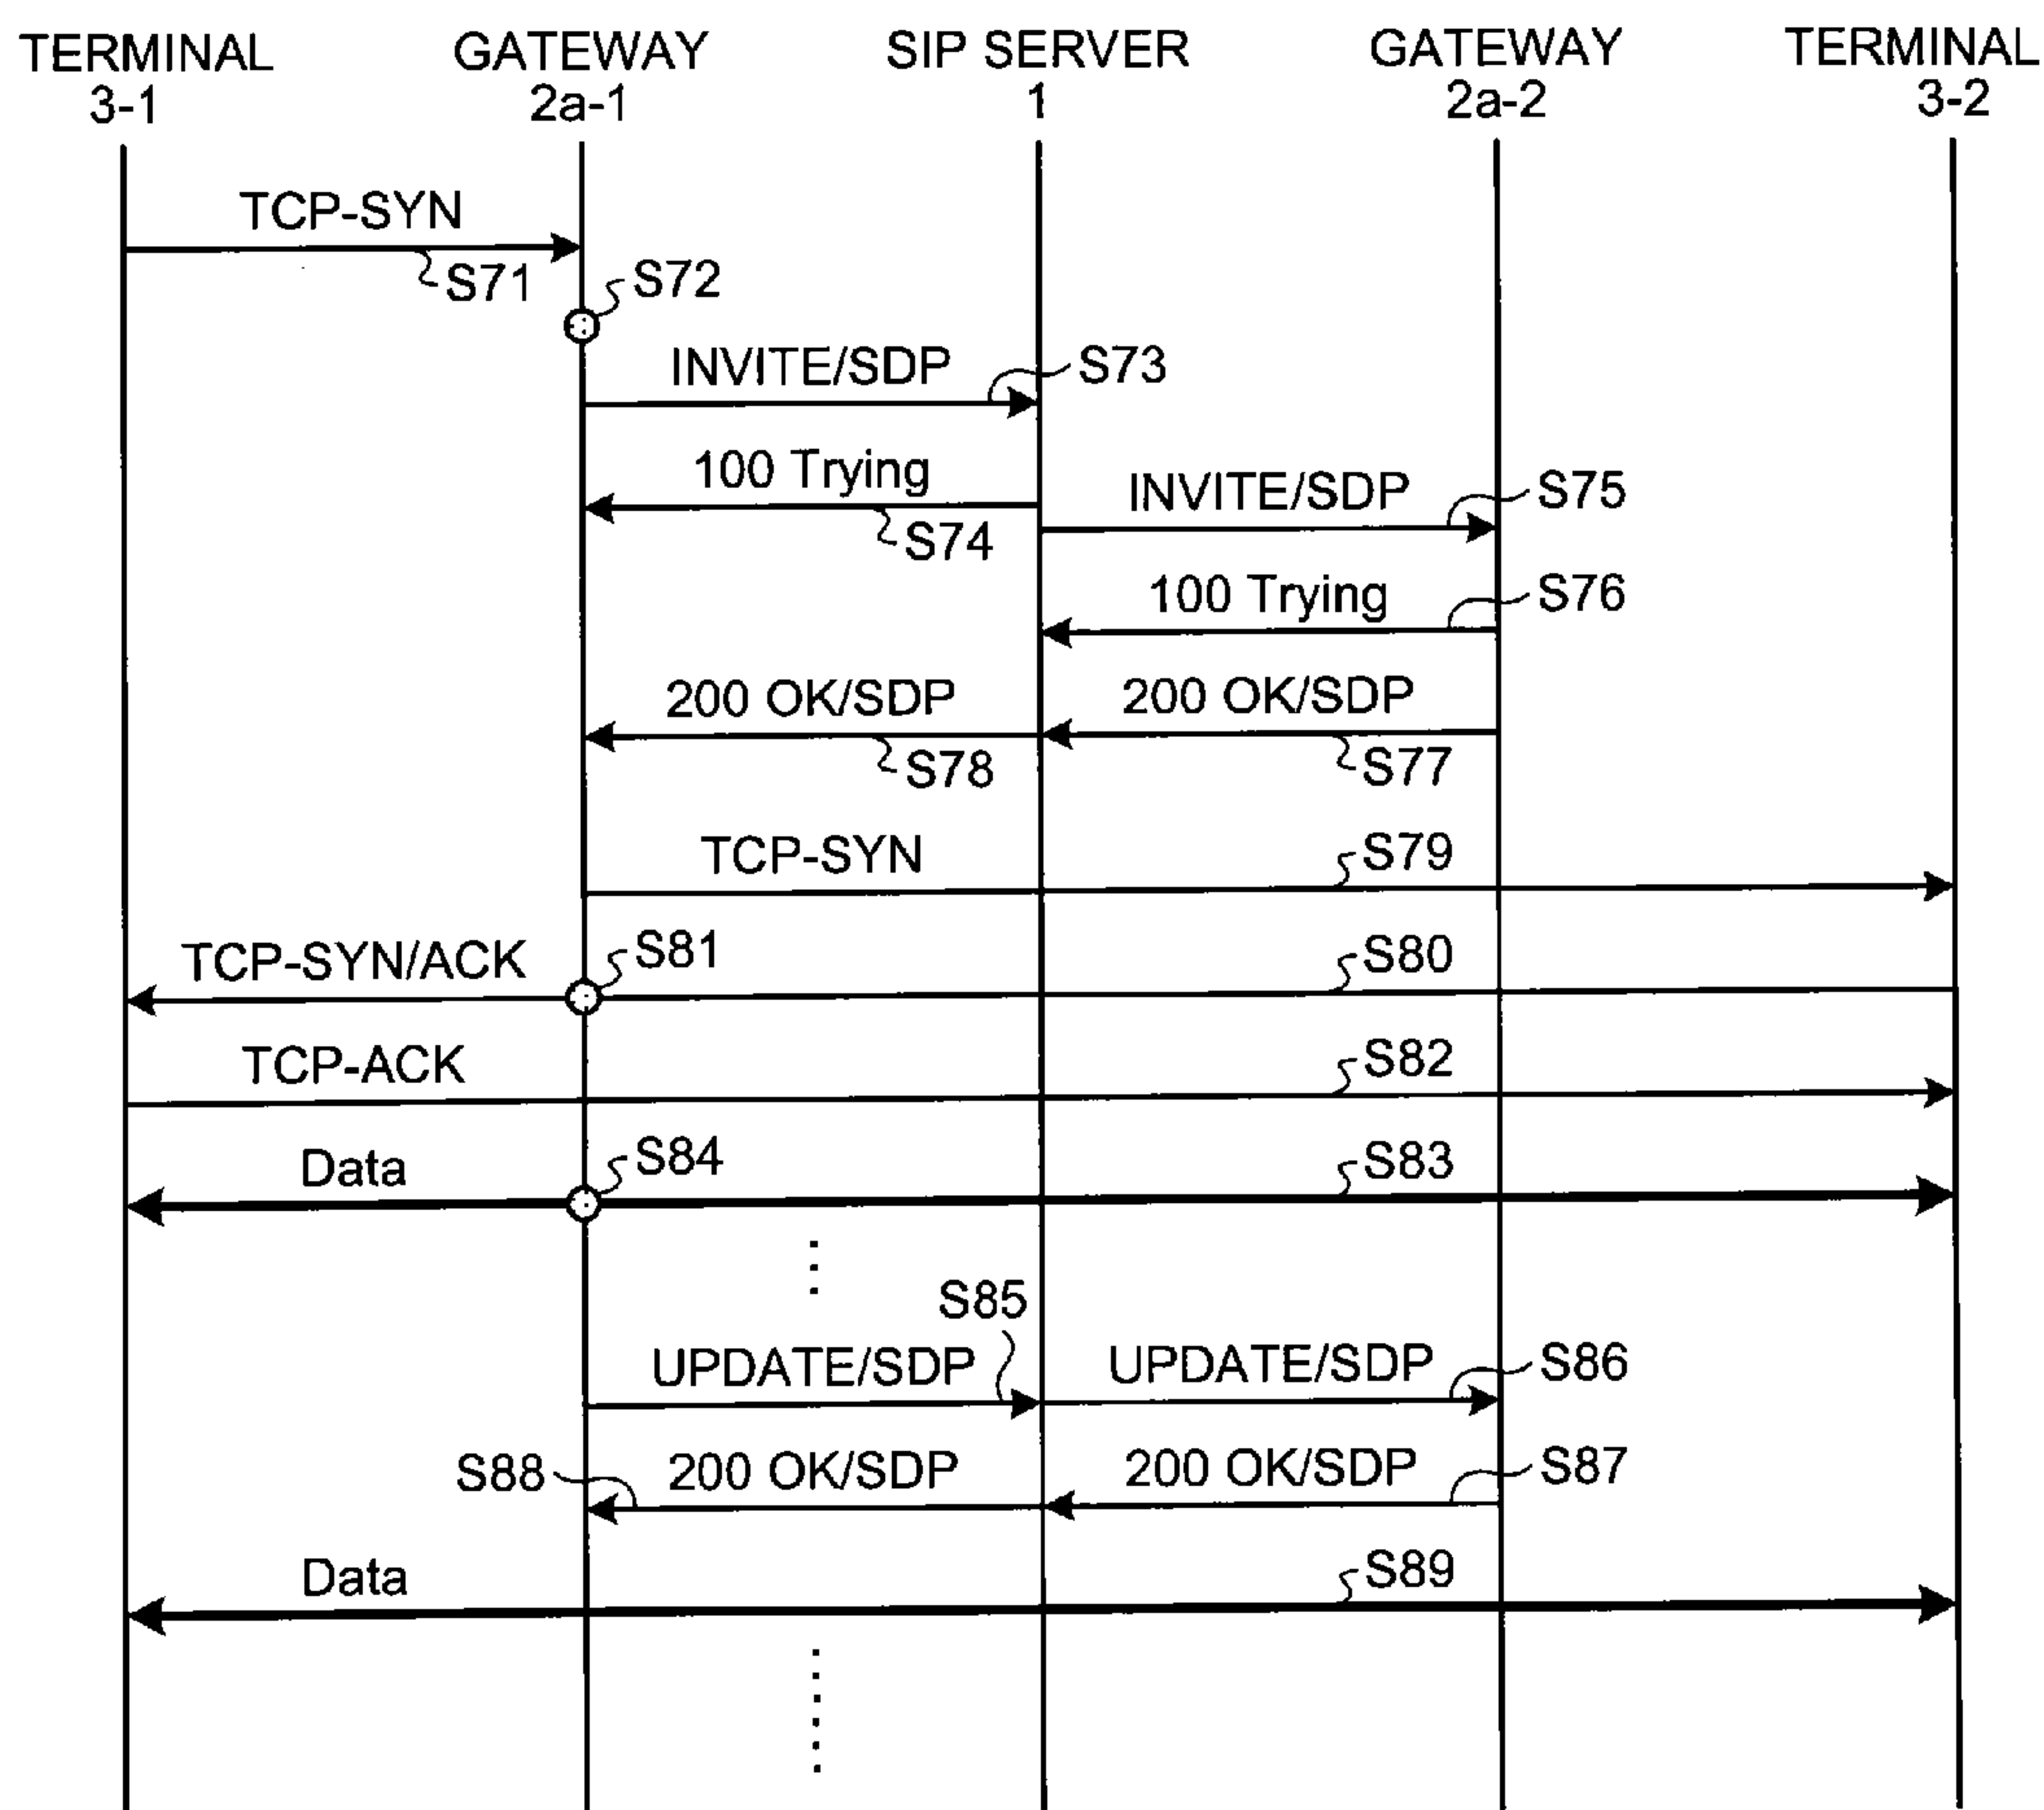 TERMINAL
3-1
GATEWAY
2a-1
SIP SERVER
1
GATEWAY
2a-2
TERMINAL
3-2
TCP-SYN
S71
S72
INVITE/SDP
S73
100 Trying
S74
INVITE/SDP
S75
100 Trying
S76
200 OK/SDP
200 OK/SDP
S78
S77
TCP-SYN
S79
TCP-SYN/ACK
S81
S80
TCP-ACK
S82
Data
S84
S83
S85
UPDATE/SDP
UPDATE/SDP
S86
S88
200 OK/SDP
200 OK/SDP
S87
Data
S89